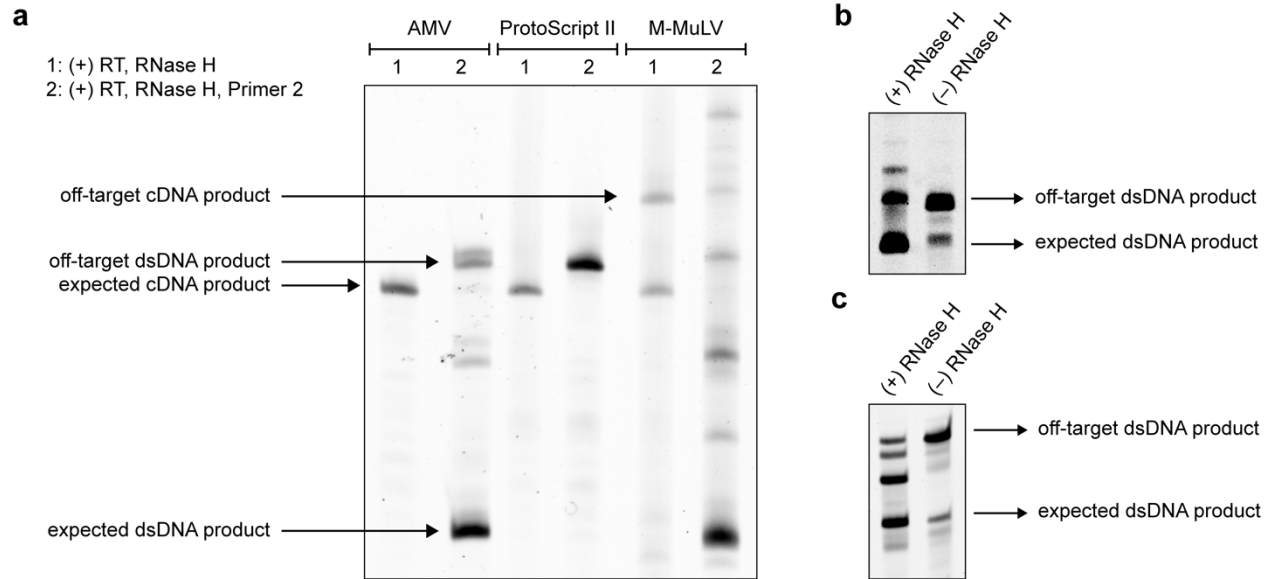 a
AMV ProtoScript II M-MuLV
1: (+) RT, RNase H
2: (+) RT, RNase H, Primer 2
1 2 1 2 1 2
off-target cDNA product
off-target dsDNA product
expected cDNA product
expected dsDNA product
b
(+) RNase H
(–) RNase H
off-target dsDNA product
expected dsDNA product
c
(+) RNase H
(–) RNase H
off-target dsDNA product
expected dsDNA product